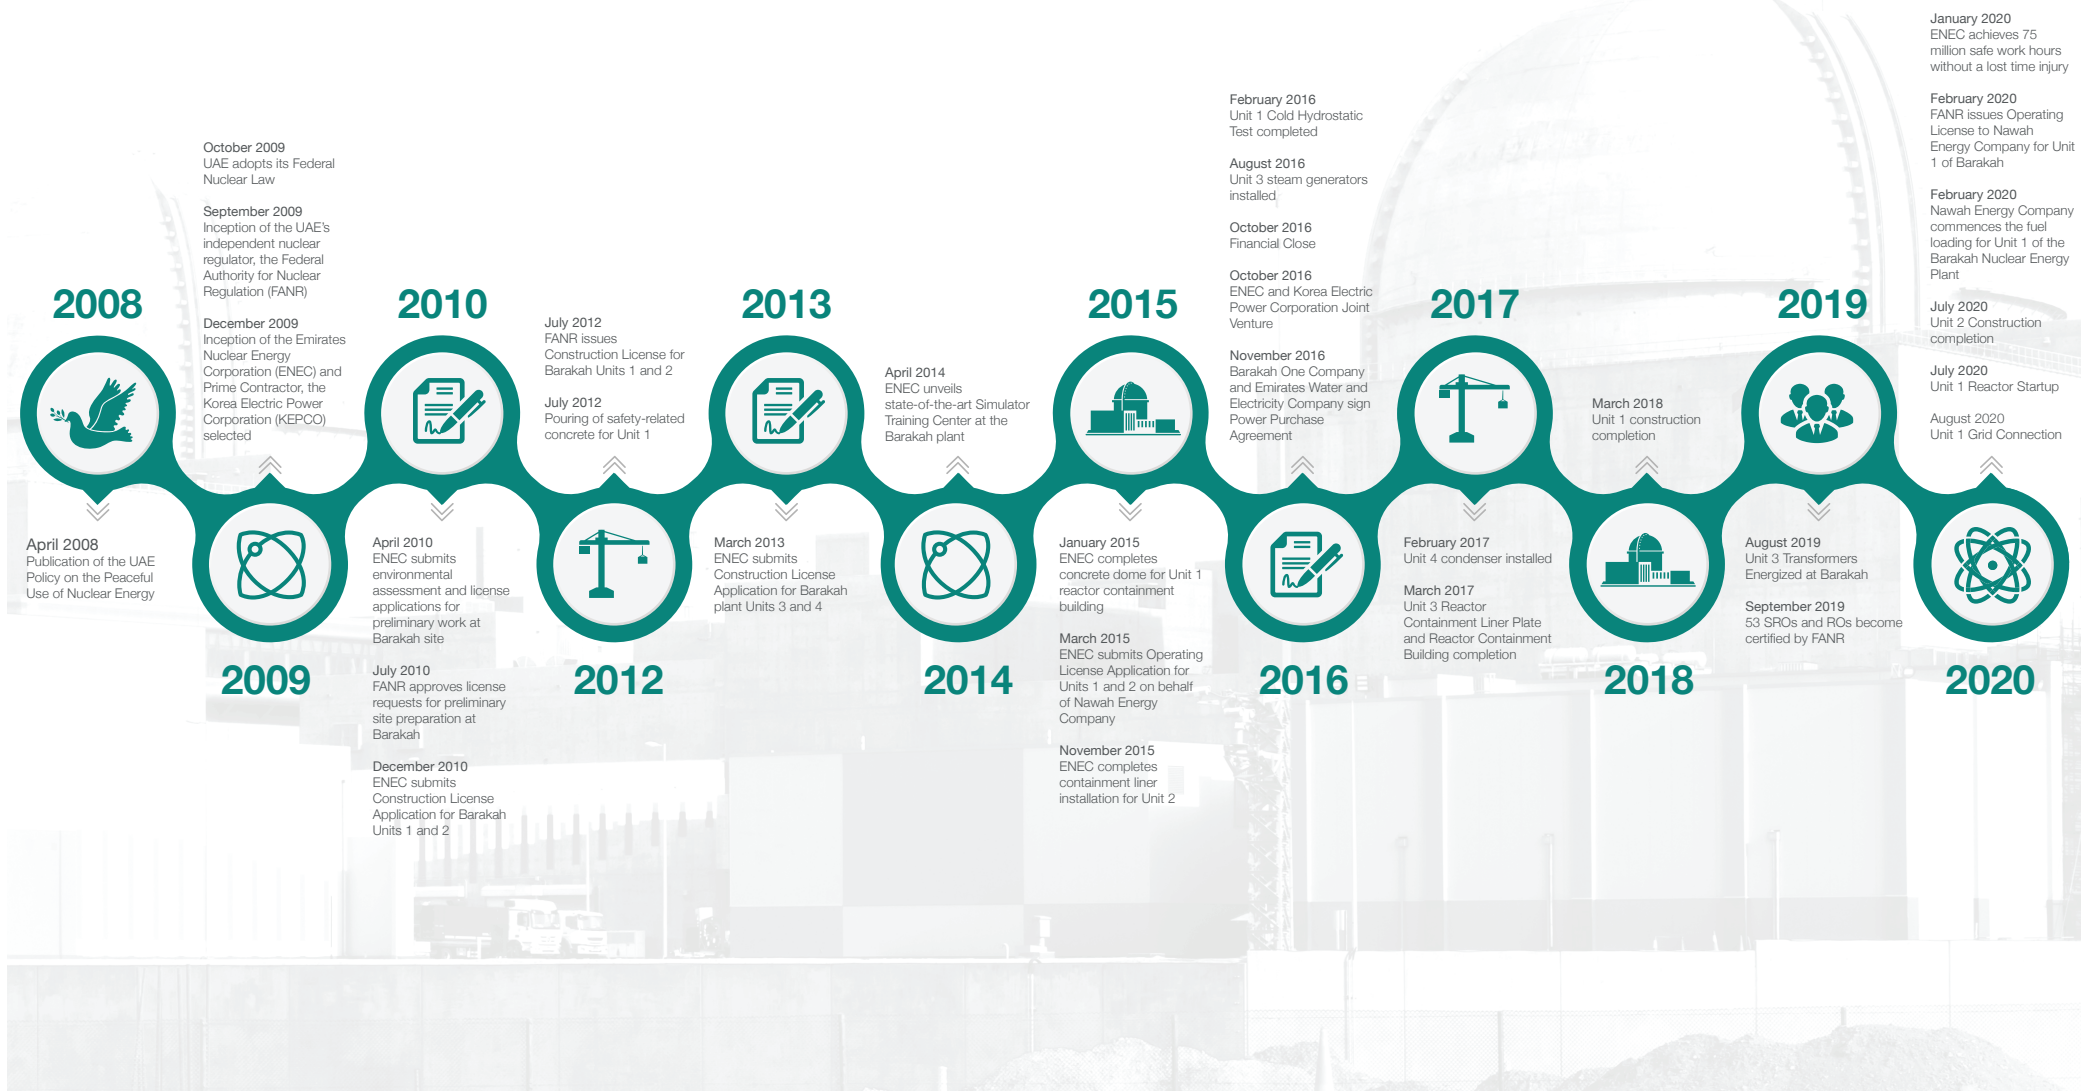 2008
April 2008
Publication of the UAE
Policy on the Peaceful
Use of Nuclear Energy
October 2009
UAE adopts its Federal
Nuclear Law
September 2009
Inception of the UAE’s
independent nuclear
regulator, the Federal
Authority for Nuclear
Regulation (FANR)
December 2009
Inception of the Emirates
Nuclear Energy
Corporation (ENEC) and
Prime Contractor, the
Korea Electric Power
Corporation (KEPCO)
selected
2009
2010
April 2010
ENEC submits
environmental
assessment and license
applications for
preliminary work at
Barakah site
July 2010
FANR approves license
requests for preliminary
site preparation at
Barakah
December 2010
ENEC submits
Construction License
Application for Barakah
Units 1 and 2
July 2012
FANR issues
Construction License for
Barakah Units 1 and 2
July 2012
Pouring of safety-related
concrete for Unit 1
2012
2013
March 2013
ENEC submits
Construction License
Application for Barakah
plant Units 3 and 4
April 2014
ENEC unveils
state-of-the-art Simulator
Training Center at the
Barakah plant
2014
2015
January 2015
ENEC completes
concrete dome for Unit 1
reactor containment
building
March 2015
ENEC submits Operating
License Application for
Units 1 and 2 on behalf
of Nawah Energy
Company
November 2015
ENEC completes
containment liner
installation for Unit 2
February 2016
Unit 1 Cold Hydrostatic
Test completed
August 2016
Unit 3 steam generators
installed
October 2016
Financial Close
October 2016
ENEC and Korea Electric
Power Corporation Joint
Venture
November 2016
Barakah One Company
and Emirates Water and
Electricity Company sign
Power Purchase
Agreement
2016
2017
February 2017
Unit 4 condenser installed
March 2017
Unit 3 Reactor
Containment Liner Plate
and Reactor Containment
Building completion
March 2018
Unit 1 construction
completion
2018
2019
August 2019
Unit 3 Transformers
Energized at Barakah
September 2019
53 SROs and ROs become
certified by FANR
January 2020
ENEC achieves 75
million safe work hours
without a lost time injury
February 2020
FANR issues Operating
License to Nawah
Energy Company for Unit
1 of Barakah
February 2020
Nawah Energy Company
commences the fuel
loading for Unit 1 of the
Barakah Nuclear Energy
Plant
July 2020
Unit 2 Construction
completion
July 2020
Unit 1 Reactor Startup
August 2020
Unit 1 Grid Connection
2020